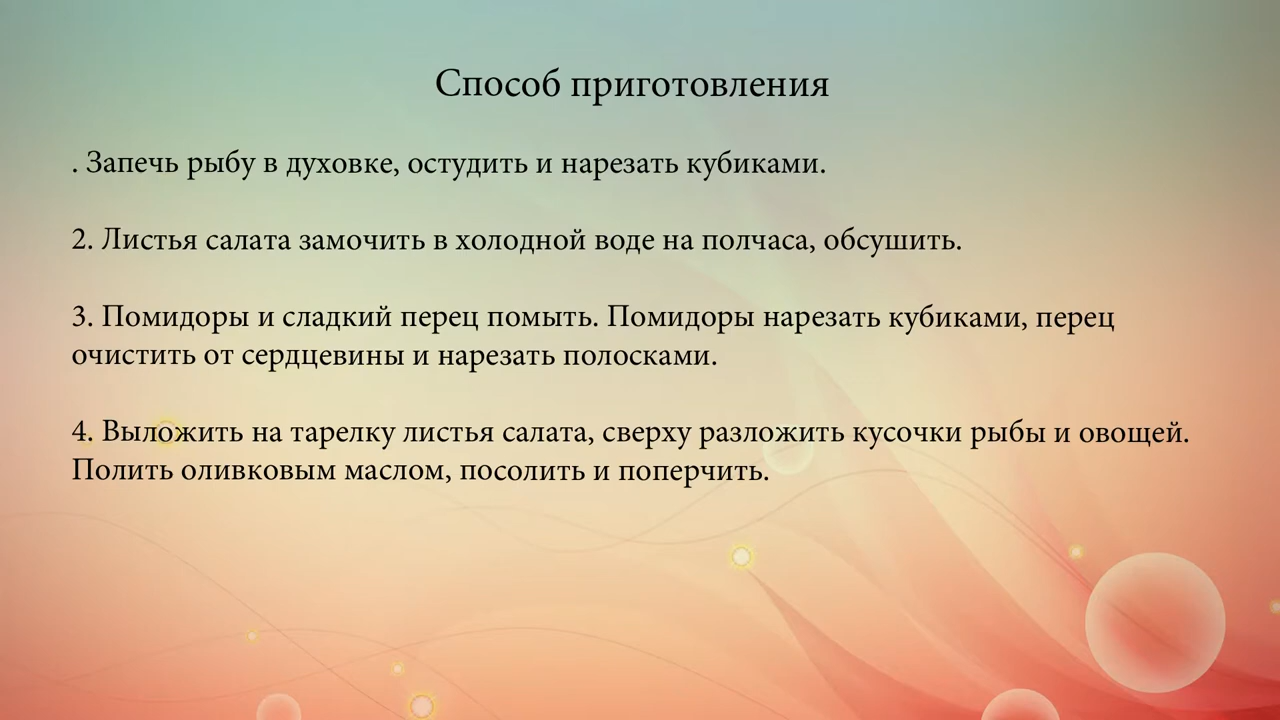 Способ приготовления
. Запечь рыбу в духовке, остудить и нарезать кубиками.
2. Листья салата замочить в холодной воде на полчаса, обсушить.
3. Помидоры и сладкий перец помыть. Помидоры нарезать кубиками, перец
очистить от сердцевины и нарезать полосками.
4. Выложить на тарелку листья салата, сверху разложить кусочки рыбы и овощей.
Полить оливковым маслом, посолить и поперчить.